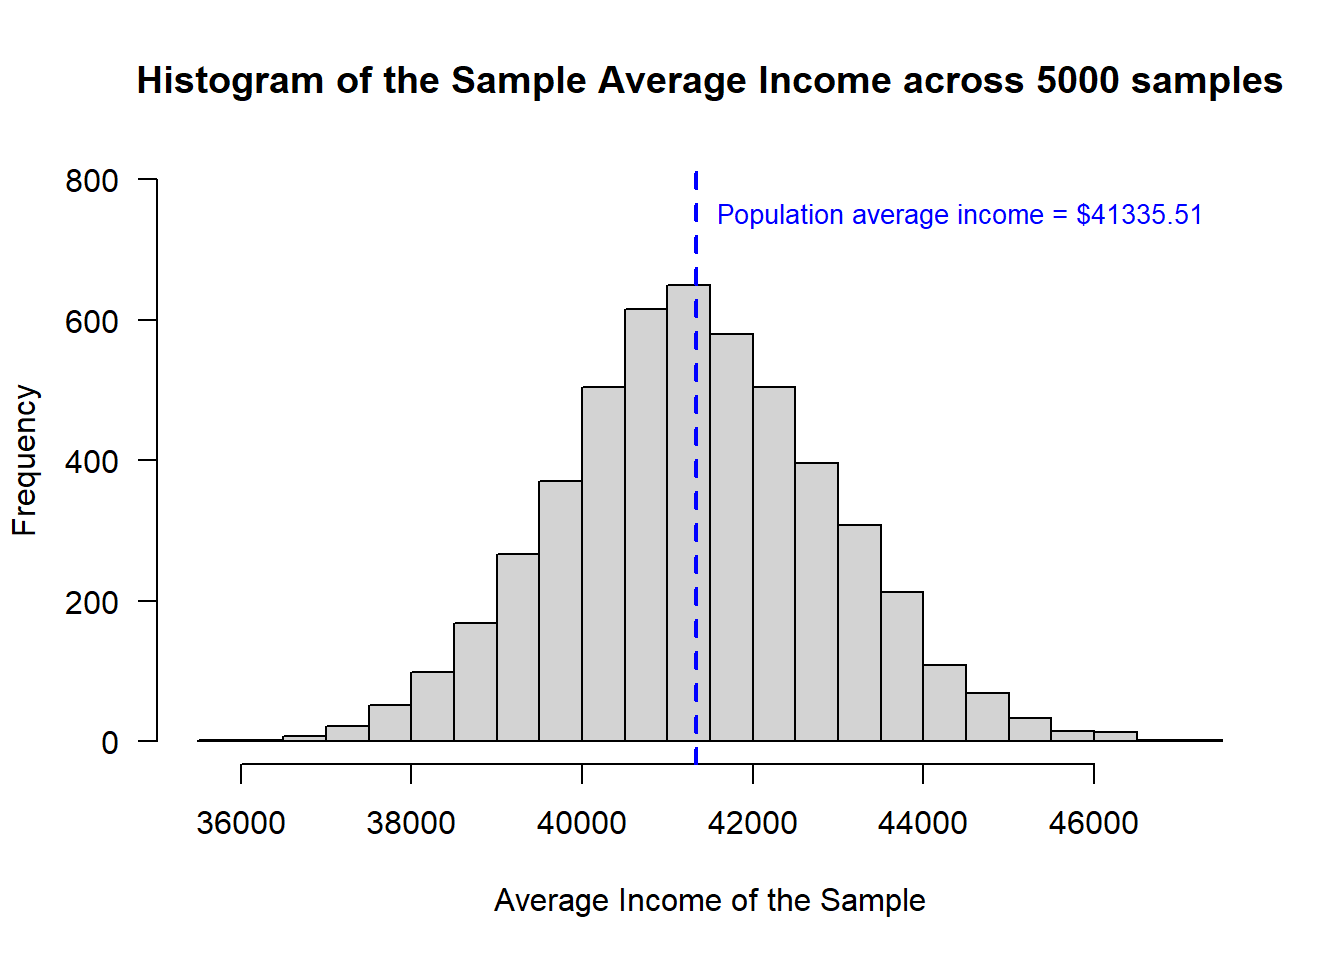 Histogram of the Sample Average Income across 5000 samples
800
Population average income = $41335.51
600
400
200
0
Frequency
36000 38000 40000 42000 44000 46000
Average Income of the Sample